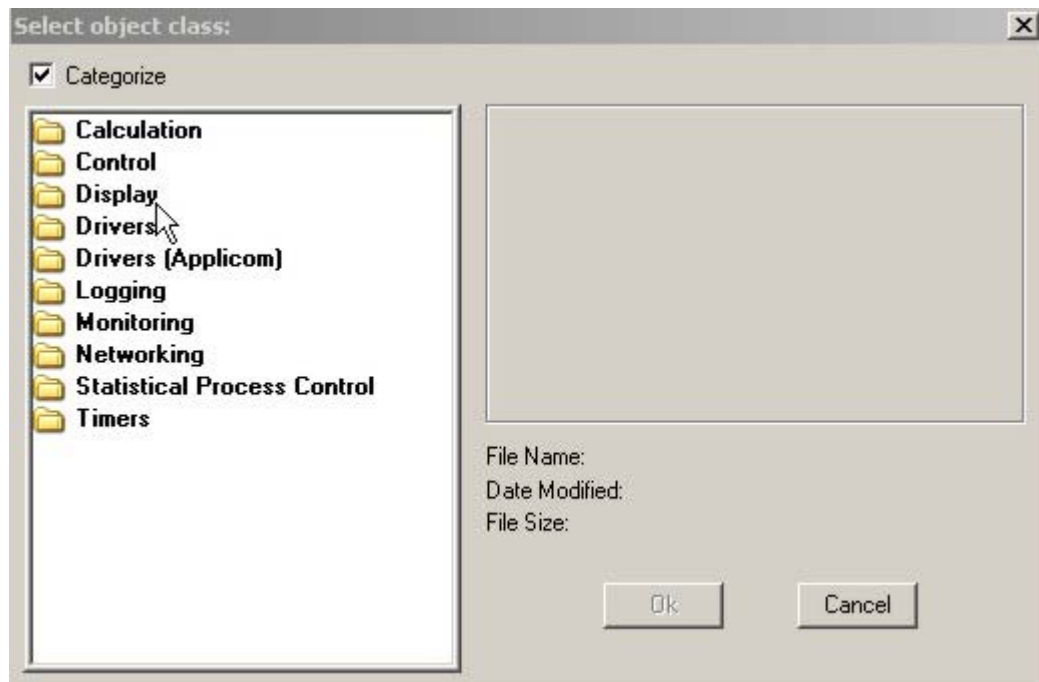 Select object class:
Categorize
Calculation
Control
Display
Drivers
Drivers (Applicom)
Logging
Monitoring
Networking
Statistical Process Control
Timers
File Name:
Date Modified:
File Size:
Ok
Cancel